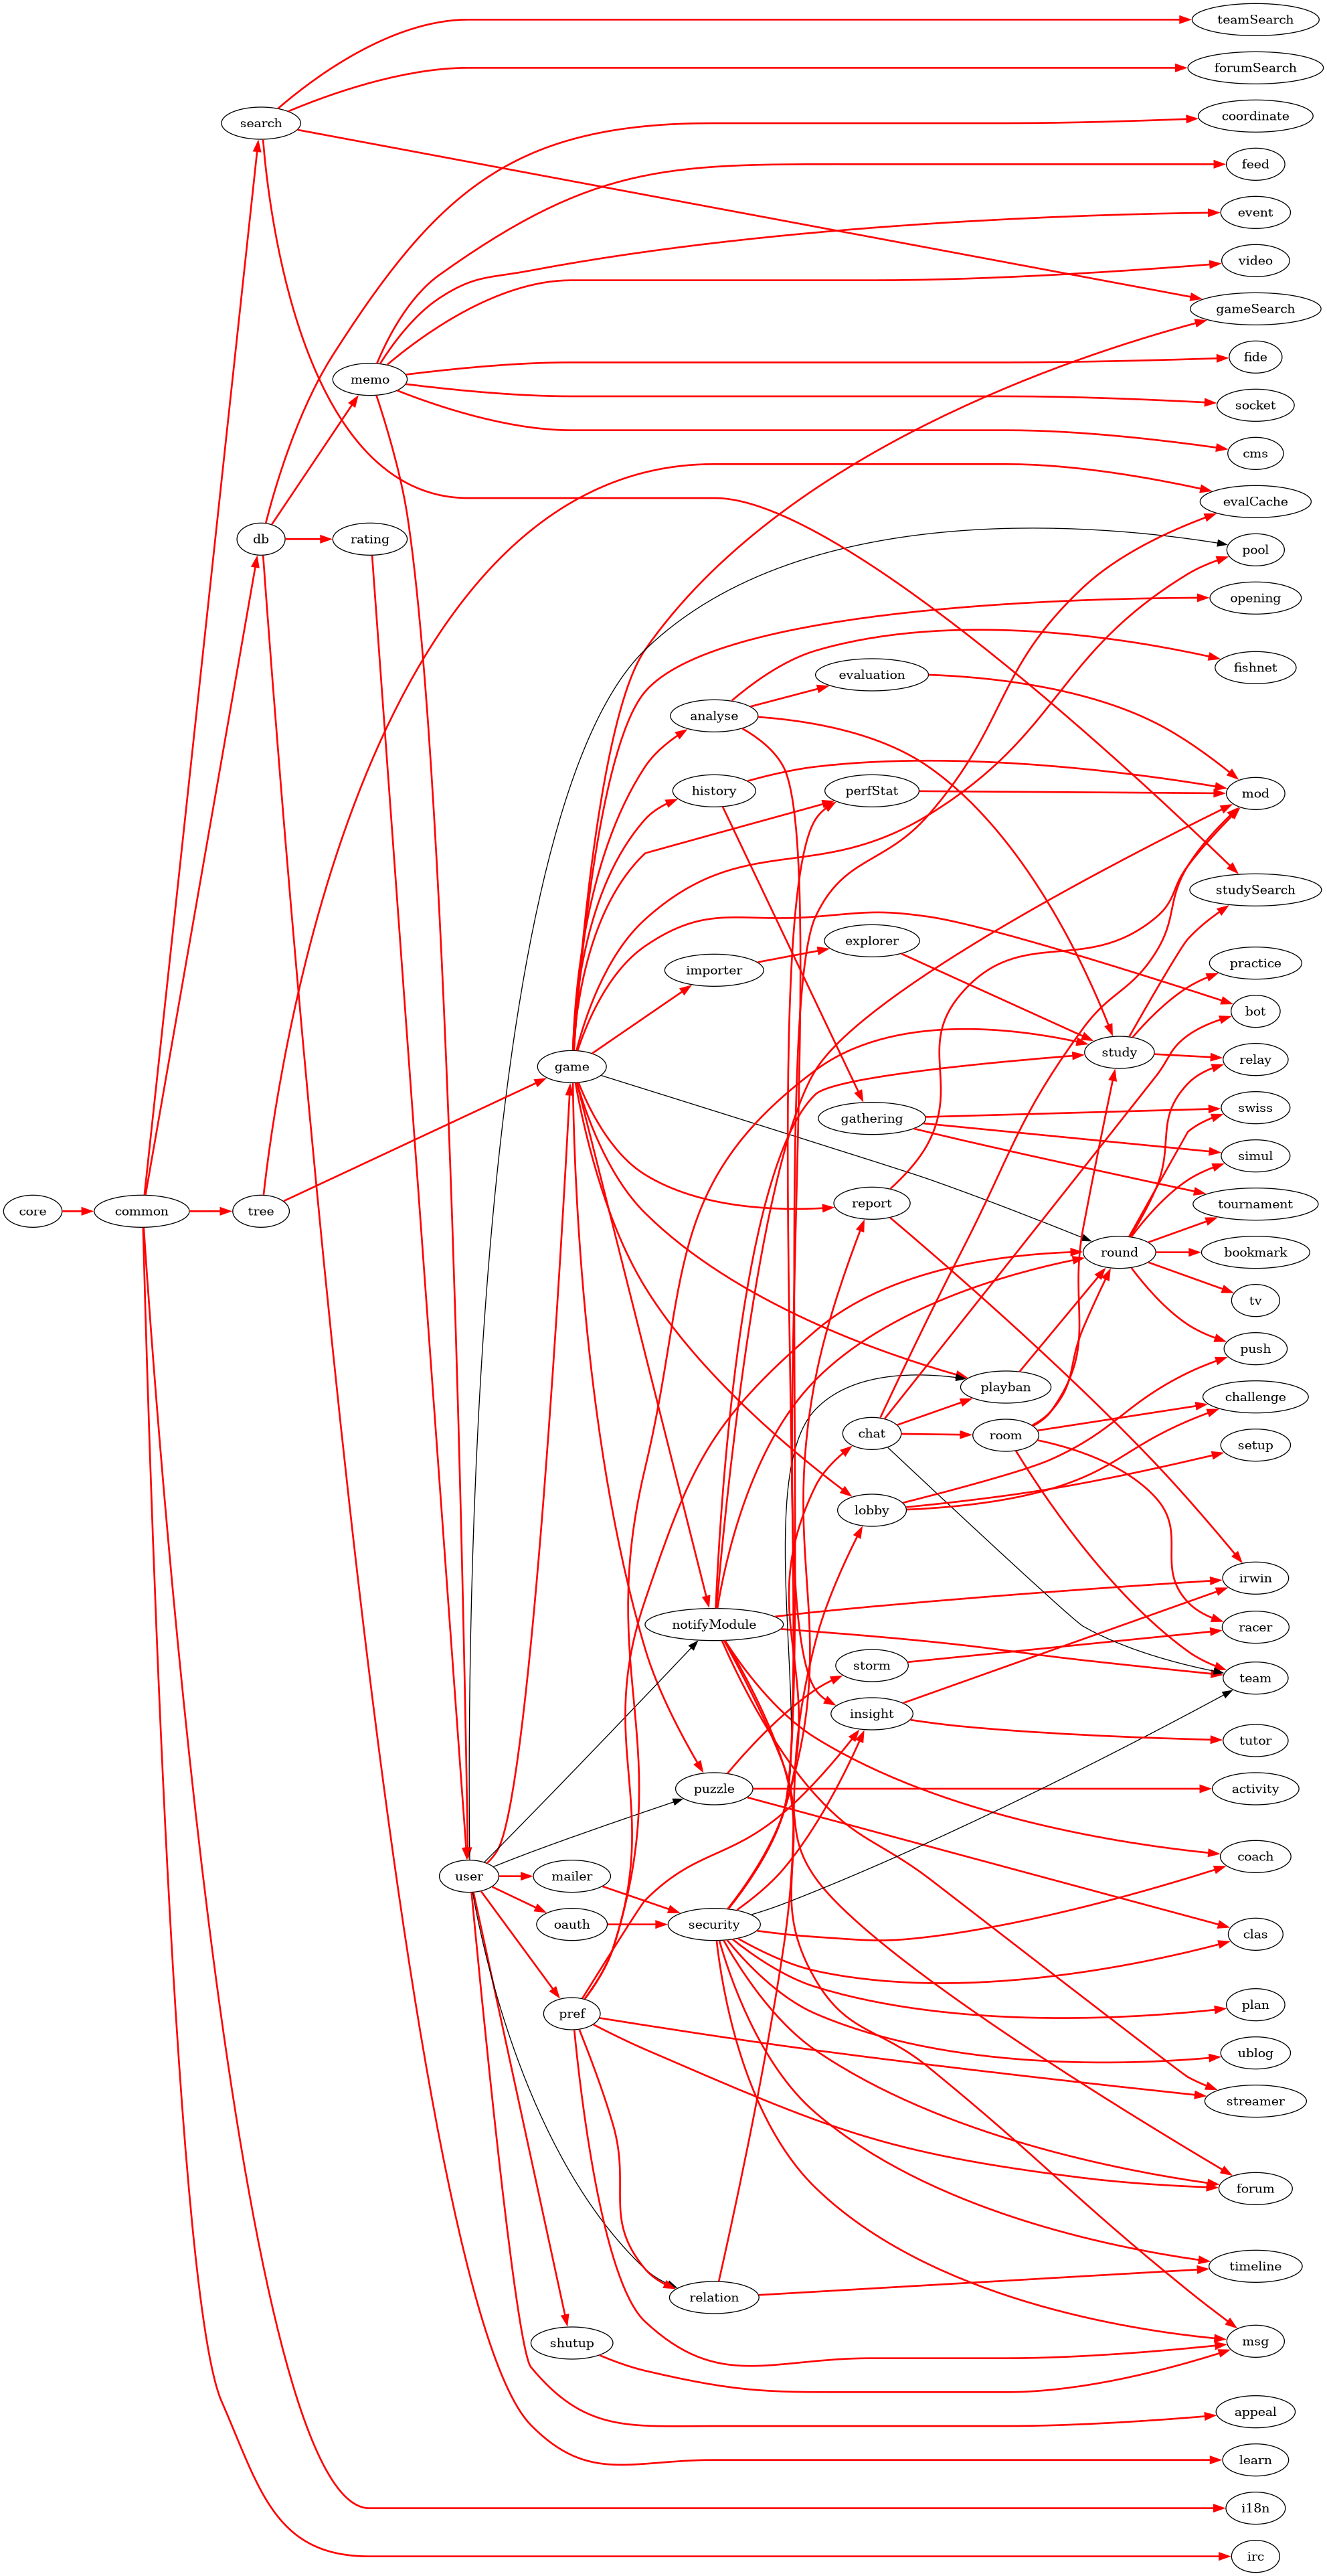 teamSearch
forumSearch
coordinate
search
feed
event
video
gameSearch
fide
memo
socket
cms
evalCache
db
rating
pool
opening
fishnet
evaluation
analyse
history
perfStat
mod
studySearch
explorer
practice
importer
bot
study
relay
game
swiss
gathering
simul
report
tournament
core
common
tree
round
bookmark
tv
push
playban
challenge
chat
room
setup
lobby
irwin
notifyModule
racer
storm
team
insight
tutor
puzzle
activity
coach
user
mailer
oauth
security
clas
plan
pref
ublog
streamer
forum
timeline
relation
shutup
msg
appeal
learn
i18n
irc